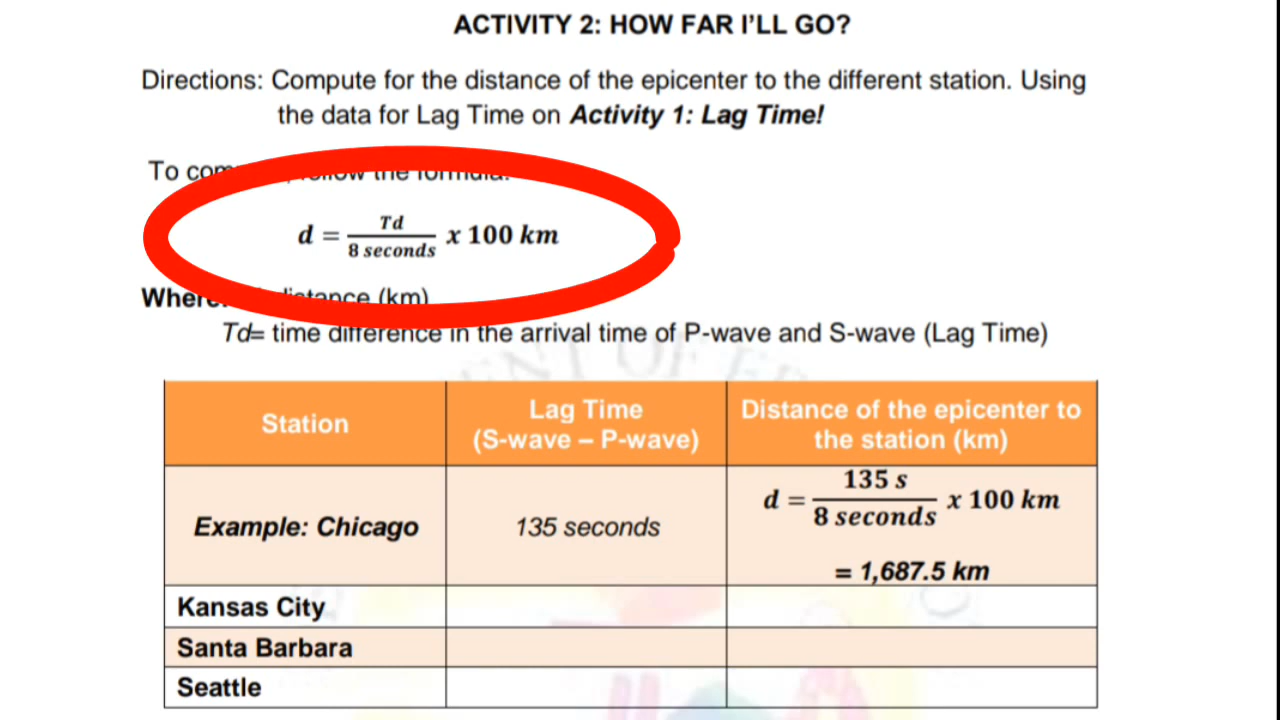 ACTIVITY 2: HOW FAR I'LL GO?
Directions: Compute for the distance of the epicenter to the different station. Using
the data for Lag Time on Activity 1: Lag Time!
To the formula:
d = Td / 8 seconds x 100 km
Where: distance (km)
Td= time difference in the arrival time of P-wave and S-wave (Lag Time)
Station
Lag Time
(S-wave – P-wave)
Distance of the epicenter to
the station (km)
Example: Chicago
135 seconds
d = 135 s / 8 seconds x 100 km
= 1,687.5 km
Kansas City
Santa Barbara
Seattle